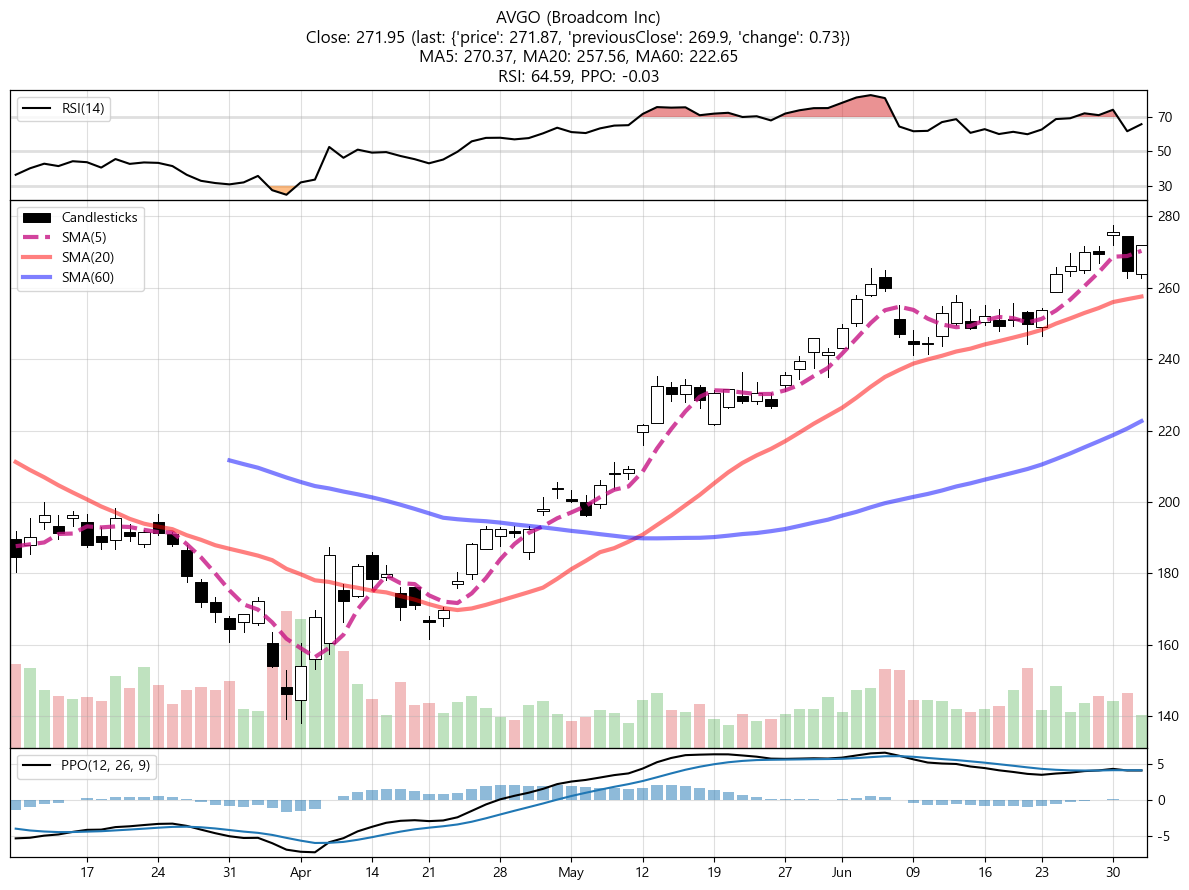 AVGO (Broadcom Inc)
Close: 271.95 (last: {'price': 271.87, 'previousClose': 269.9, 'change': 0.73})
MA5: 270.37, MA20: 257.56, MA60: 222.65
RSI: 64.59, PPO: -0.03
RSI(14)
70
50
30
Candlesticks
SMA(5)
SMA(20)
SMA(60)
280
260
240
220
200
180
160
140
PPO(12, 26, 9)
5
0
-5
17 24 31 Apr 14 21 28 May 12 19 27 Jun 09 16 23 30